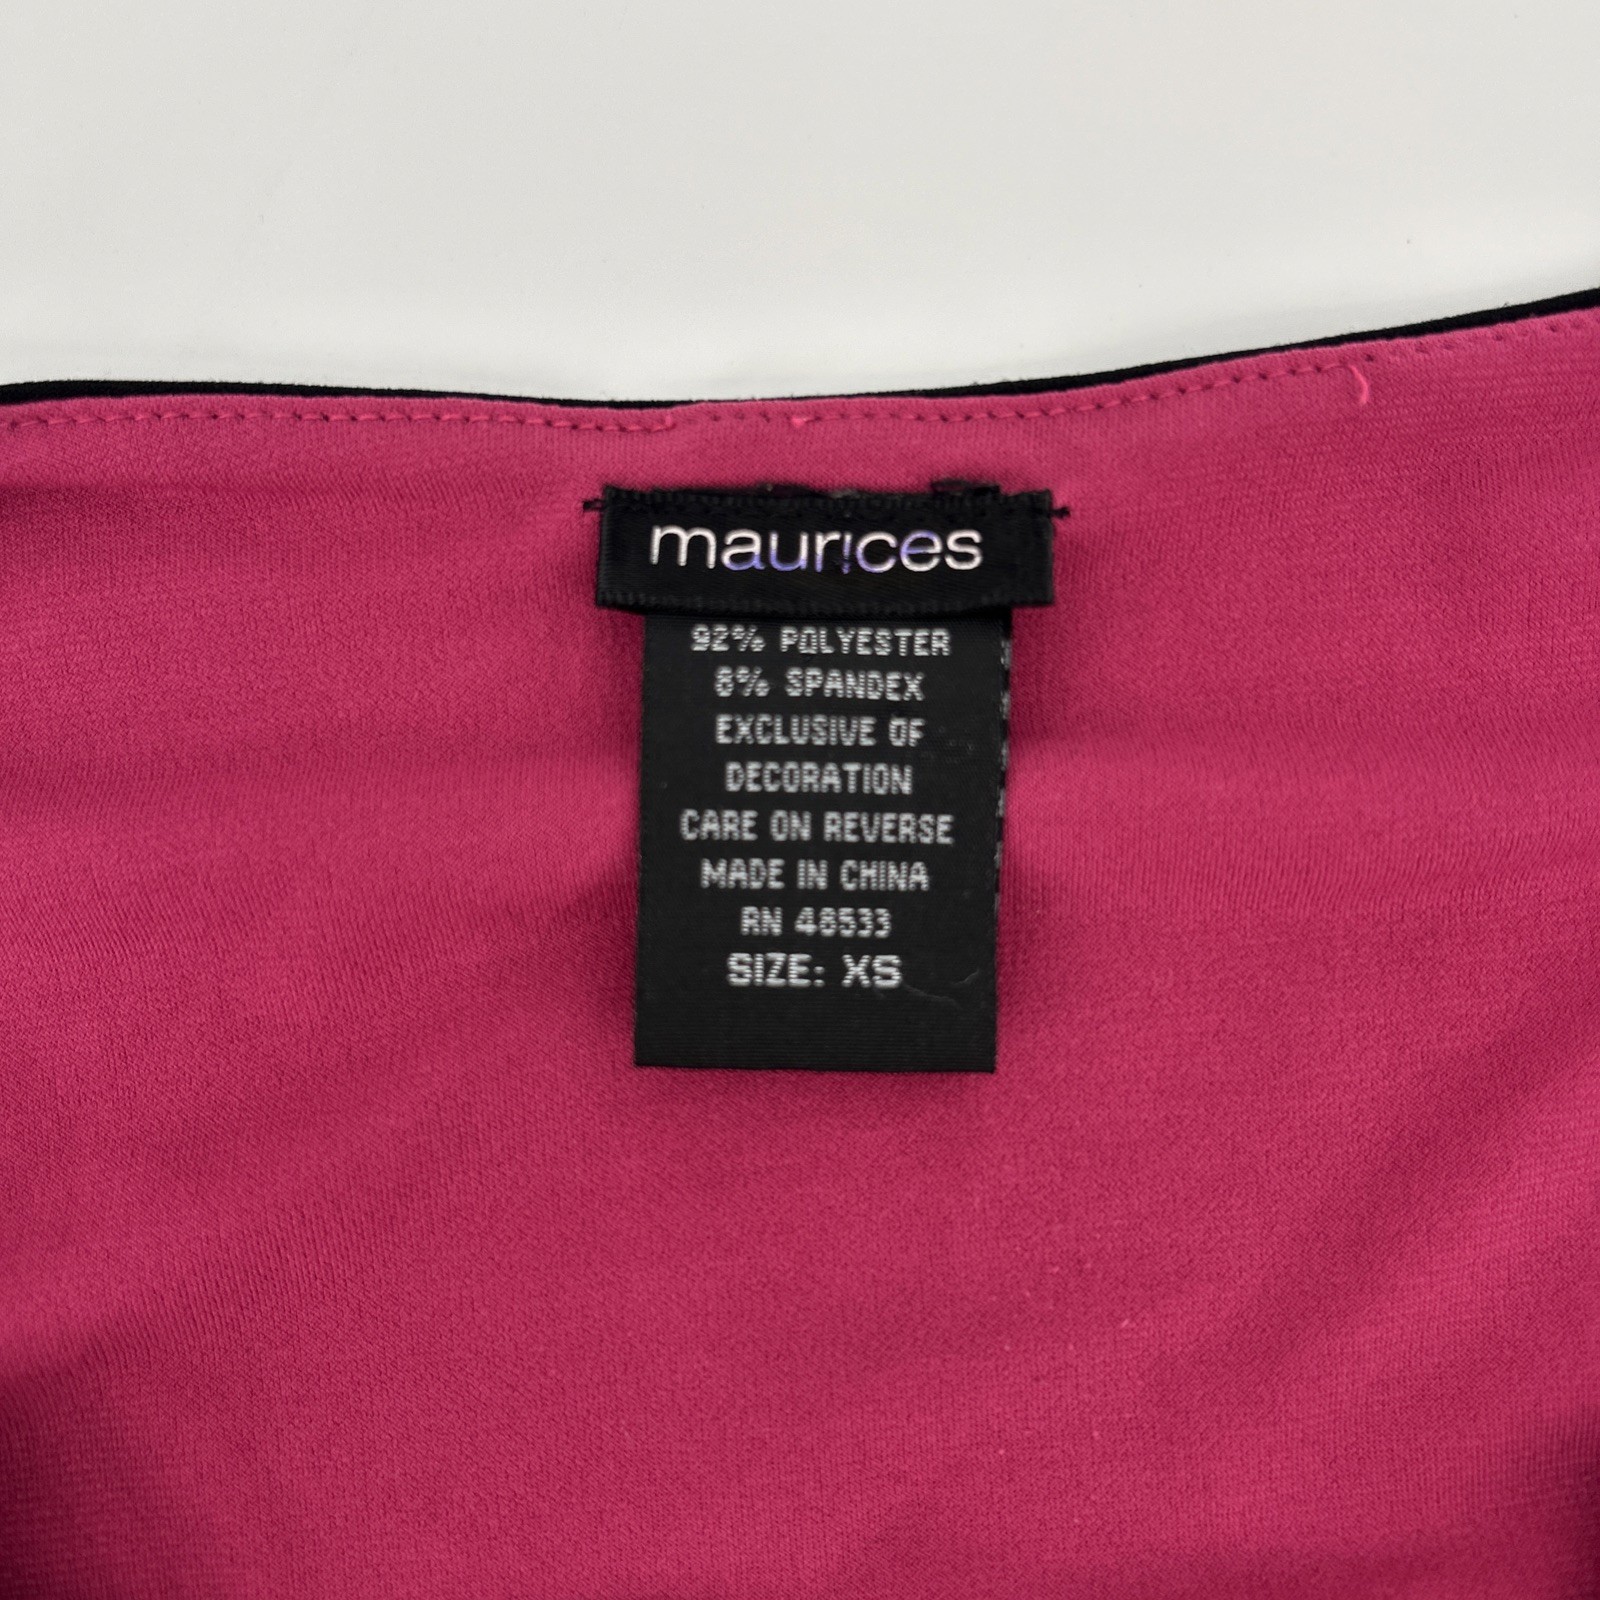 maurices
92% POLYESTER
8% SPANDEX
EXCLUSIVE OF
DECORATION
CARE ON REVERSE
MADE IN CHINA
RN 48533
SIZE: XS